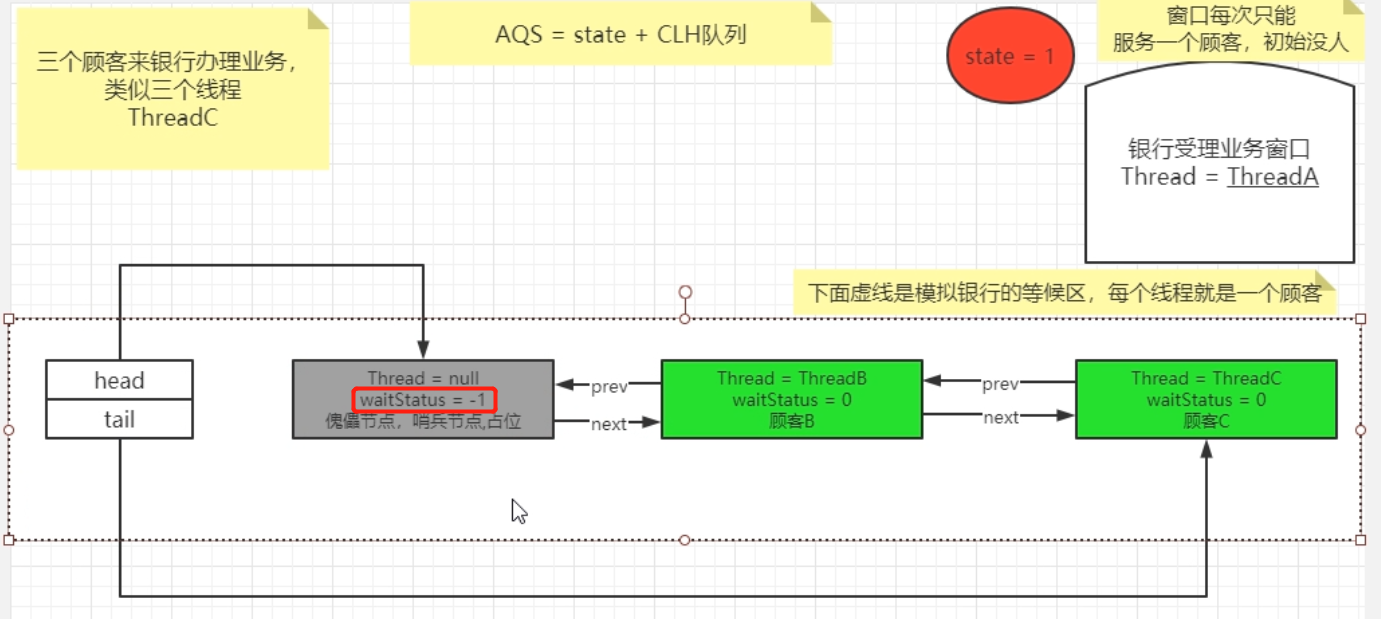 三个顾客来银行办理业务，
类似三个线程
ThreadC
AQS = state + CLH队列
state = 1
窗口每次只能
服务一个顾客，初始没人
银行受理业务窗口
Thread = ThreadA
下面虚线是模拟银行的等候区，每个线程就是一个顾客
head
tail
Thread = null
waitStatus = -1
傀儡节点，哨兵节点,占位
prev
next
Thread = ThreadB
waitStatus = 0
顾客B
prev
next
Thread = ThreadC
waitStatus = 0
顾客C